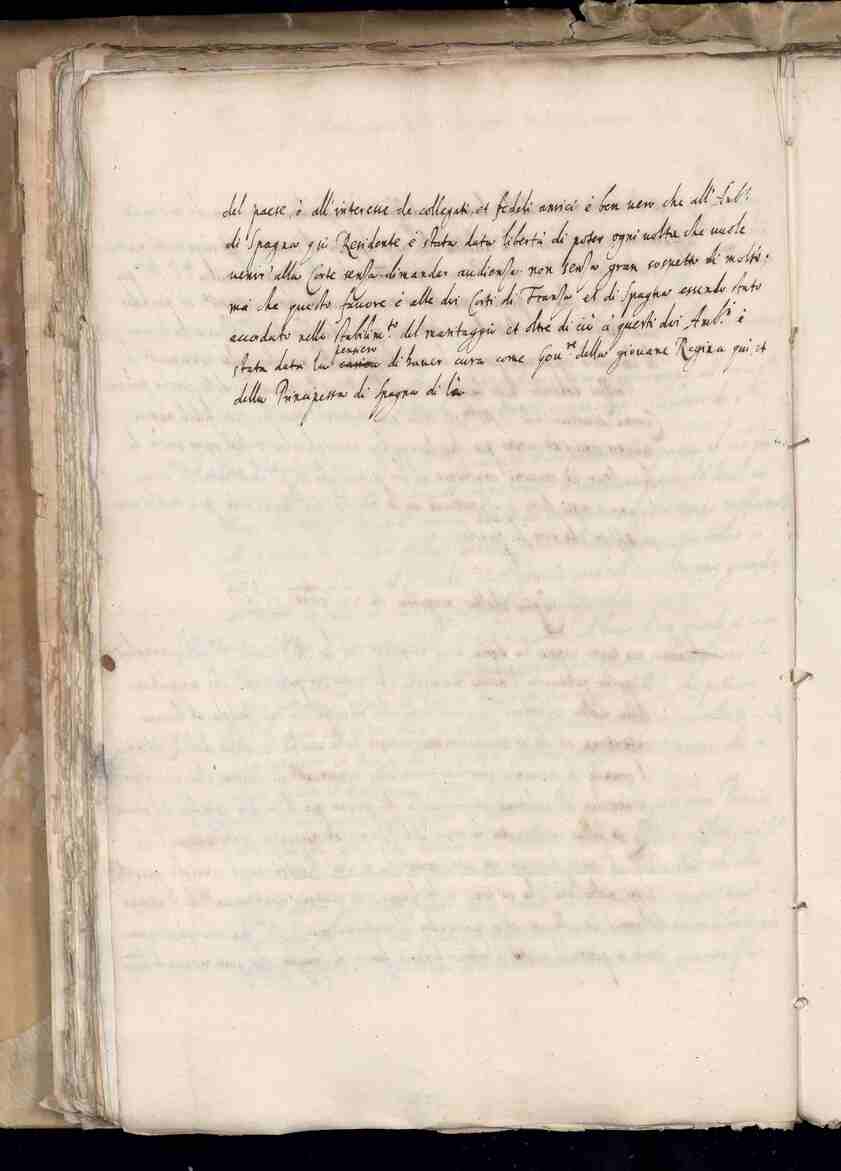 del paese, ò all'interesse de collegati, et fedeli amici è ben vero che all'Amb.r
di Spagna qui Residente è stata data libertà di poter ogni volta che vuole
venir'alla Corte senza dimandar audienza non senza gran sospetto di molti,
mà che questo favore è alle doi Corti di Franza et di Spagna essendo stato
accordato nello stabilim.to del maritaggio et oltre di ciò à questi doi Amb.ri è
stata data la pensiero di haver cura come Gov.re della giovane Regina qui, et
della Principessa di Spagna di là